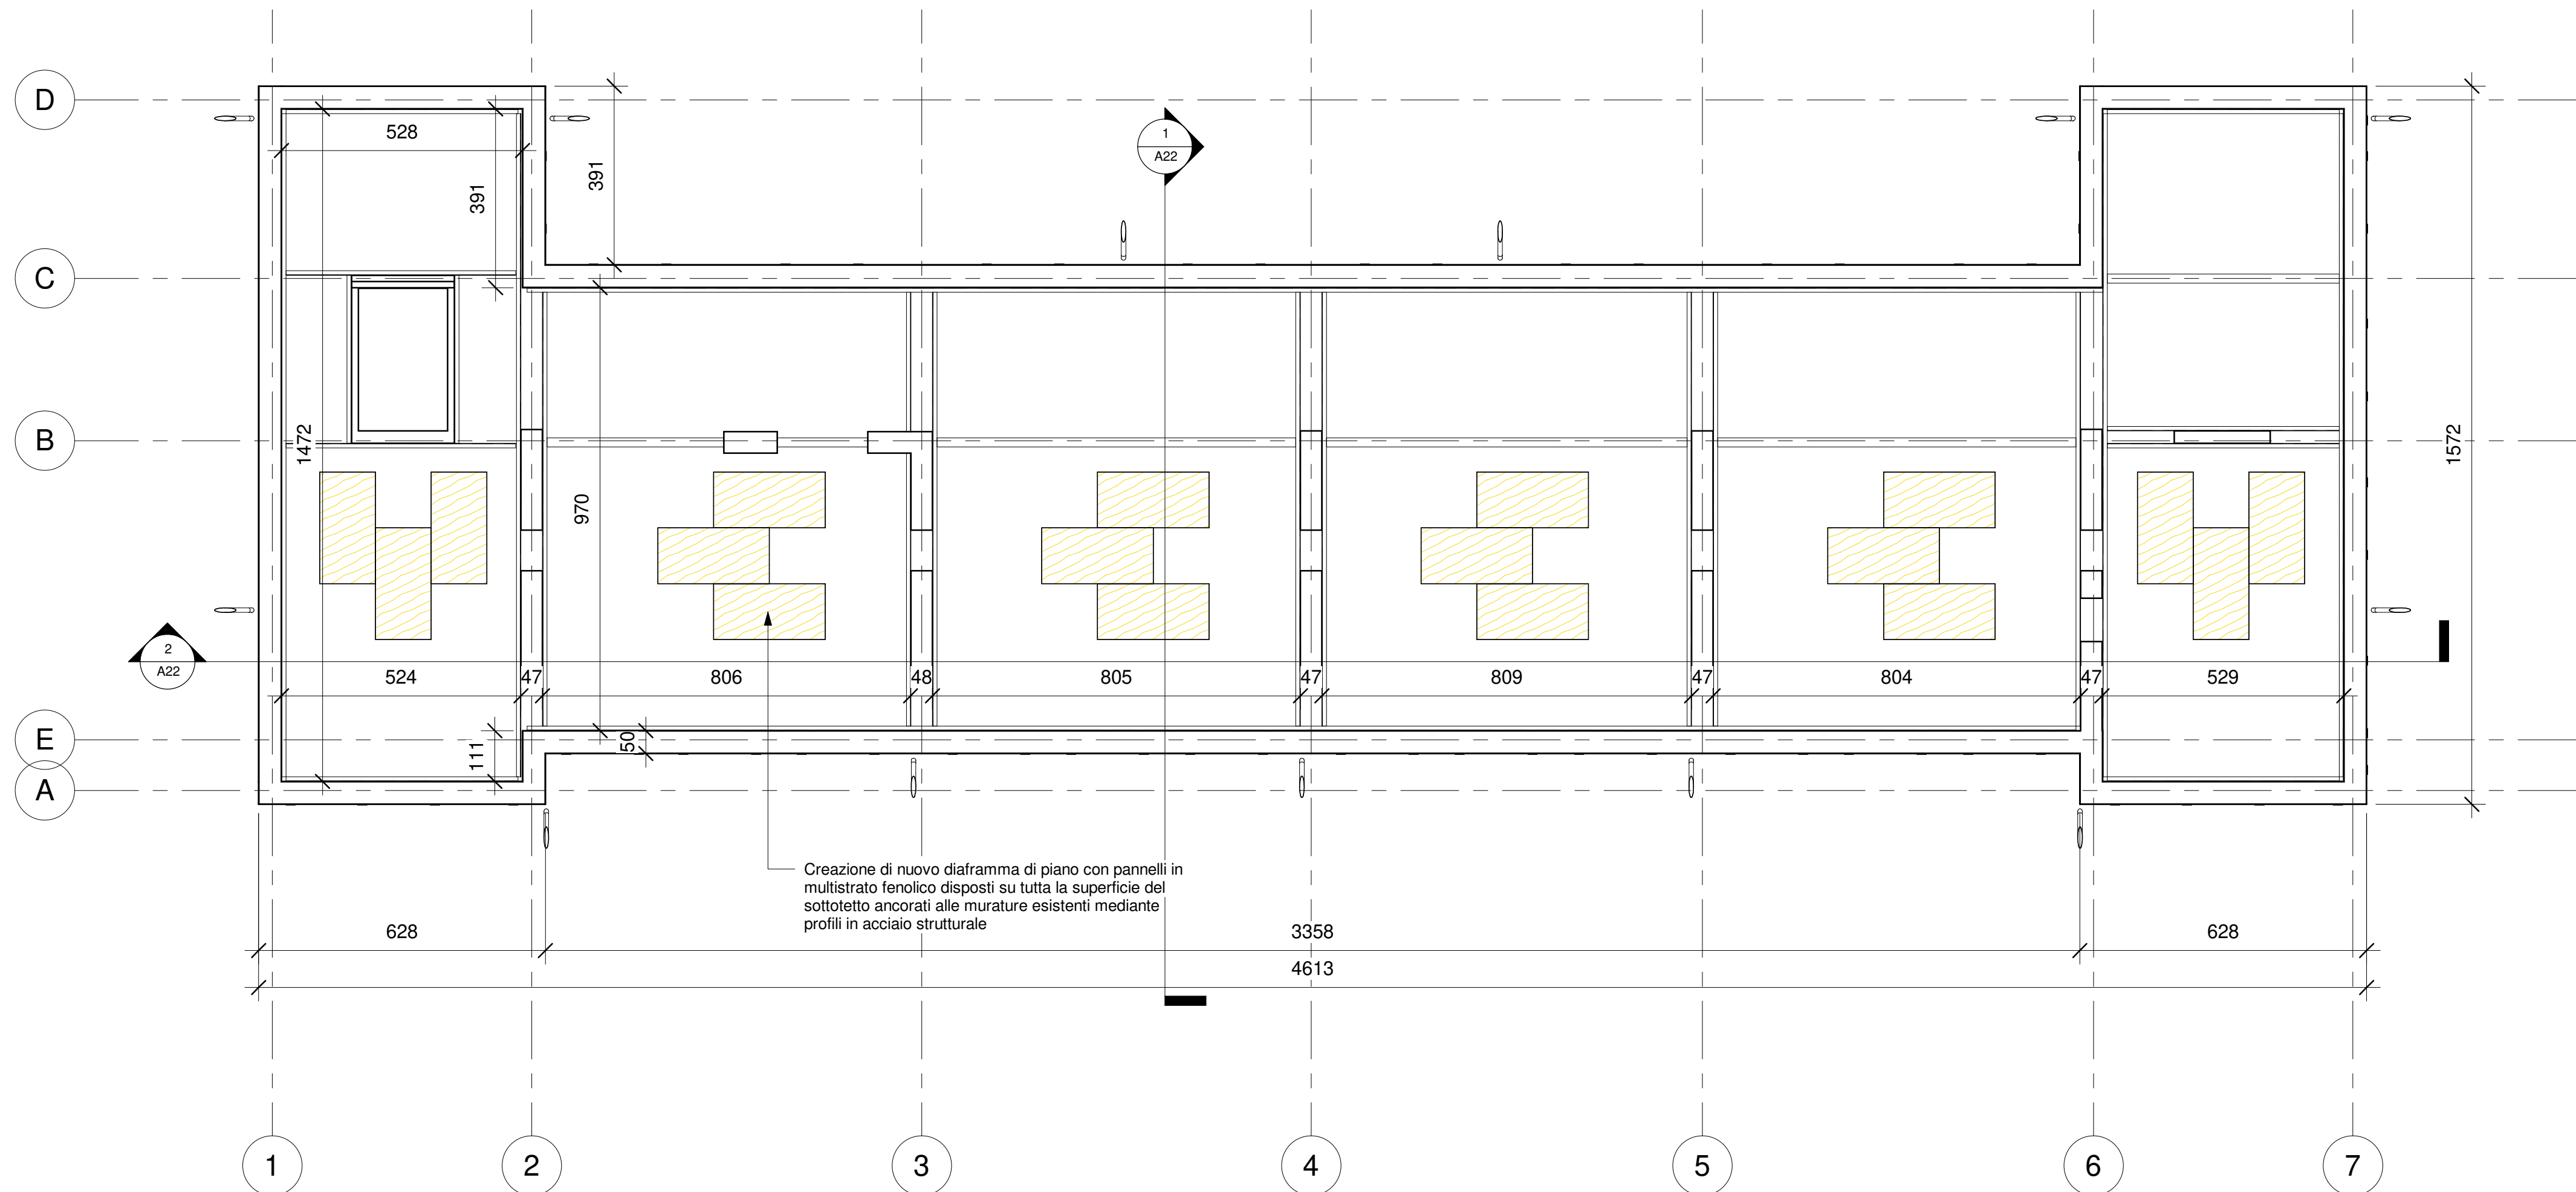 D
1
A22
528
391
391
C
B
1472
970
1572
2
A22
524
47
806
48
805
47
809
47
804
47
529
E
50
111
A
Creazione di nuovo diaframma di piano con pannelli in
multistrato fenolico disposti su tutta la superficie del
sottotetto ancorati alle murature esistenti mediante
profili in acciaio strutturale
628
3358
628
4613
1
2
3
4
5
6
7